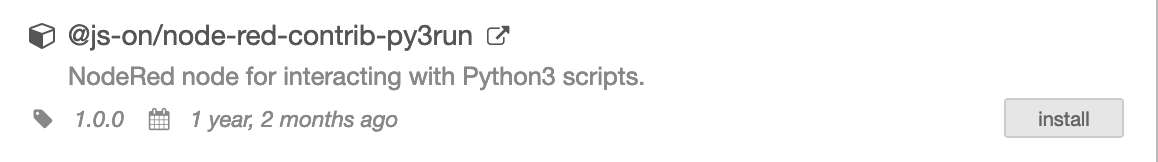 @js-on/node-red-contrib-py3run
NodeRed node for interacting with Python3 scripts.
1.0.0 1 year, 2 months ago install